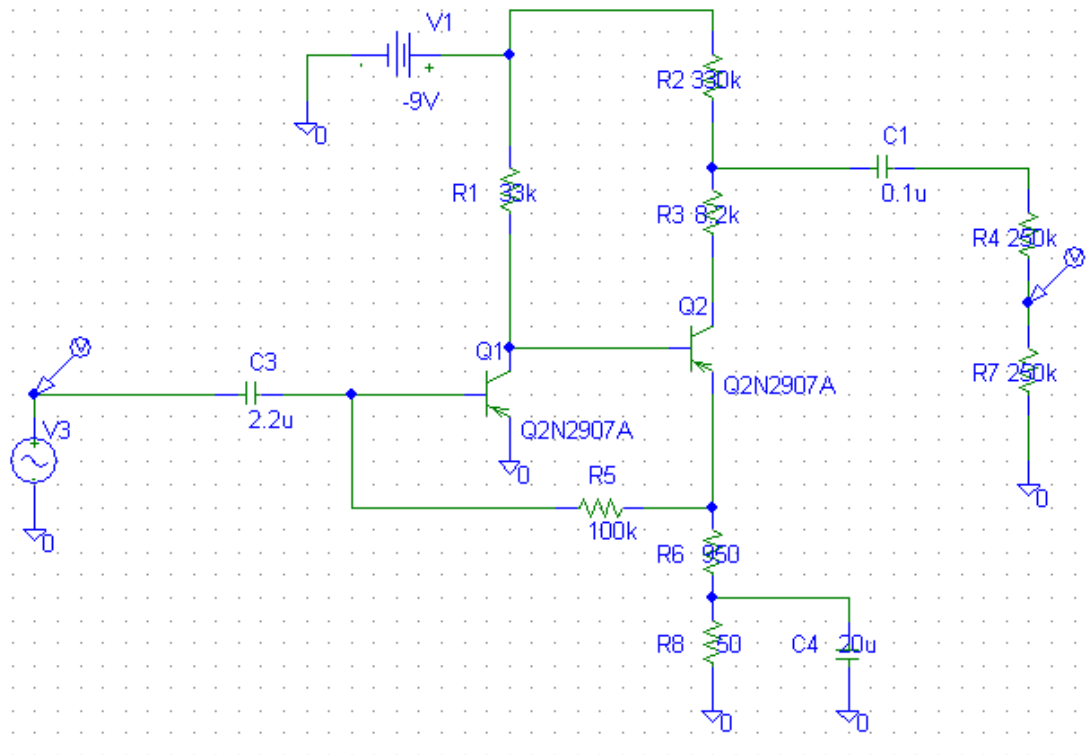 V1
-9V
0
R2 330k
C1
0.1u
R1 33k
R3 8.2k
R4 250k
V
Q2
Q1
Q2N2907A
V
C3
2.2u
R7 250k
Q2N2907A
V3
0
R5
100k
0
0
R6 950
R8 50
C4 20u
0
0